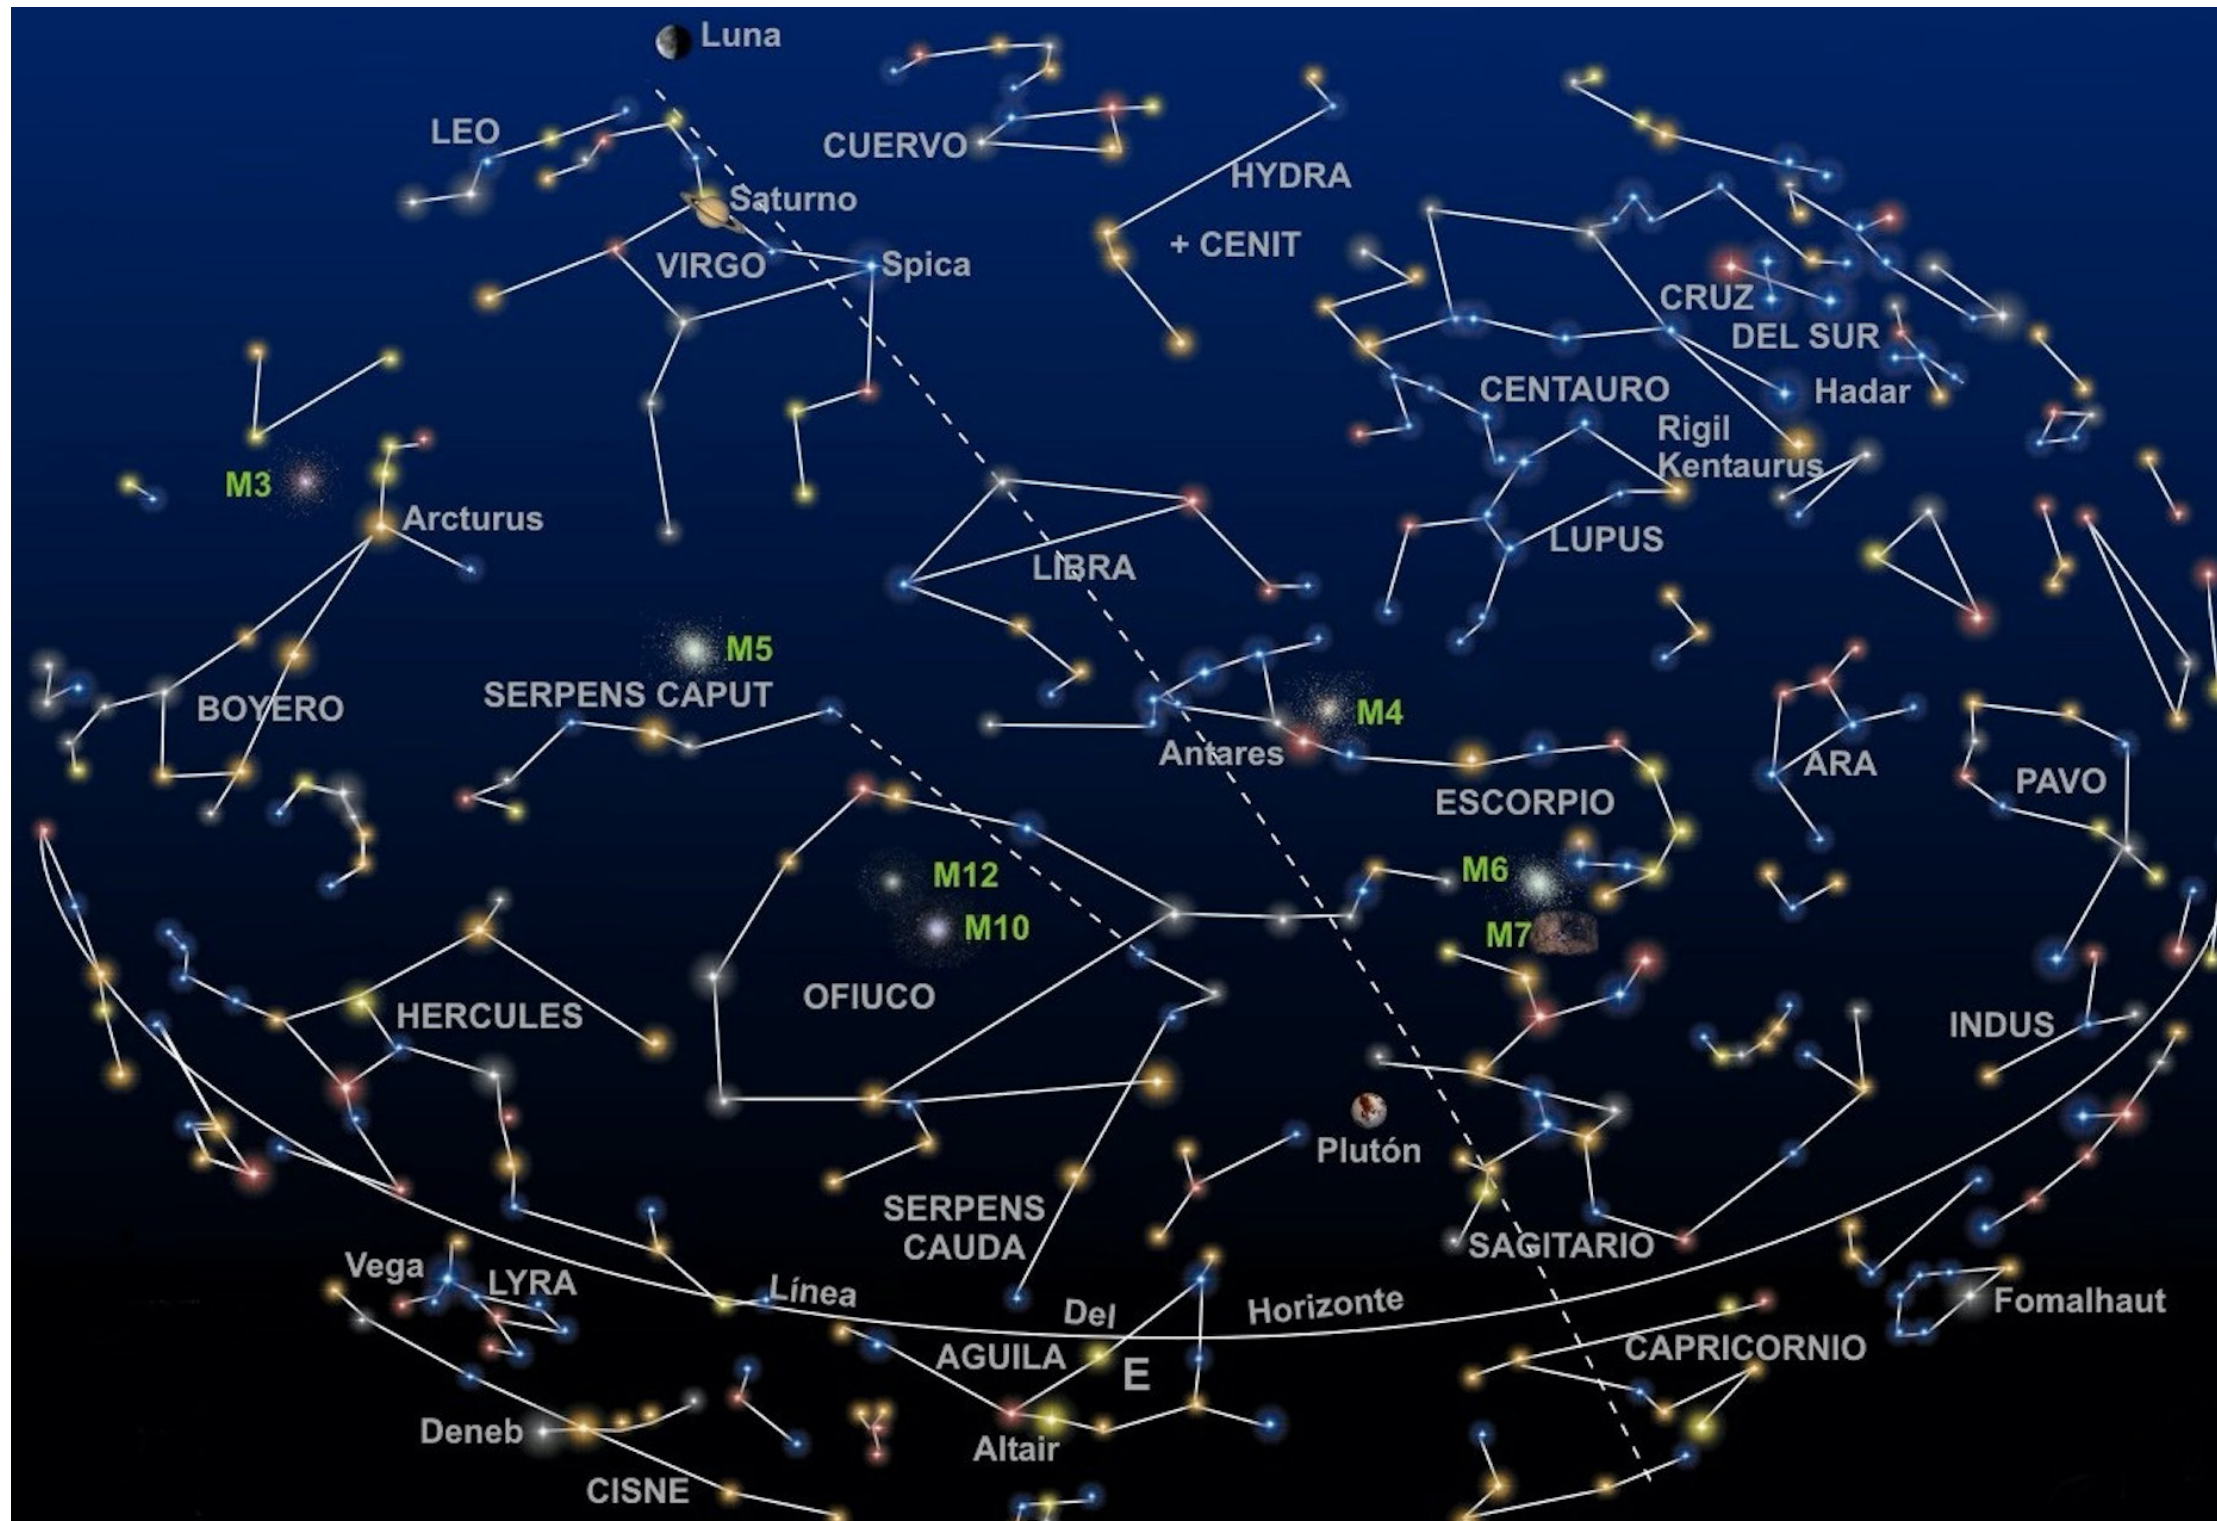 Luna
LEO
CUERVO
HYDRA
Saturno
+ CENIT
VIRGO
Spica
CRUZ
DEL SUR
CENTAURO
Hadar
Rigil
Kentaurus
M3
Arcturus
LIBRA
LUPUS
M5
SERPENS CAPUT
BOYERO
M4
Antares
ARA
PAVO
ESCORPIO
M12
M6
M10
M7
OFIUCO
HERCULES
INDUS
Plutón
SERPENS
CAUDA
SAGITARIO
Vega
LYRA
Línea
Del
Horizonte
Fomalhaut
AGUILA
E
CAPRICORNIO
Deneb
Altair
CISNE